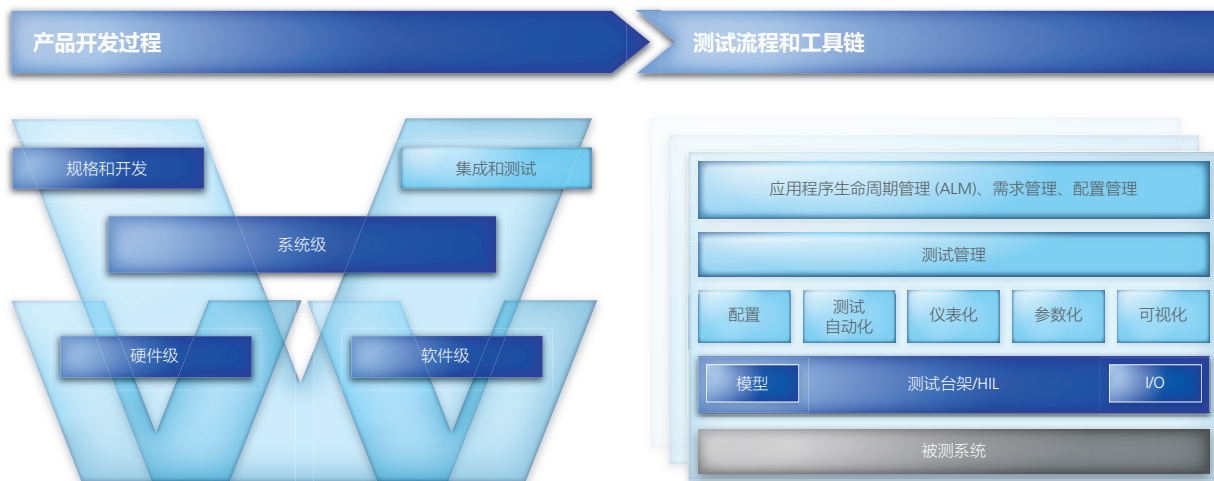 产品开发过程
测试流程和工具链
规格和开发
集成和测试
系统级
硬件级
软件级
应用程序生命周期管理 (ALM)、需求管理、配置管理
测试管理
配置
测试
自动化
仪表化
参数化
可视化
模型
测试台架/HIL
I/O
被测系统